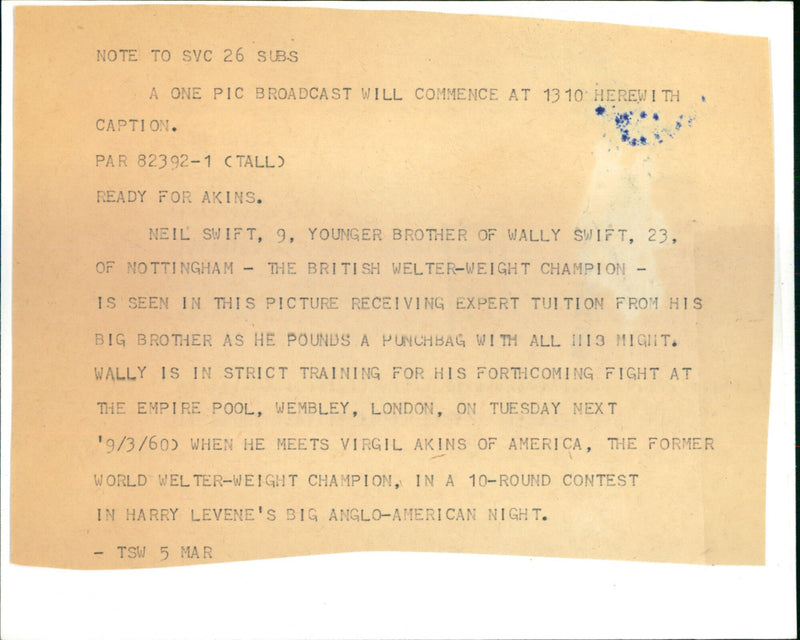 NOTE TO SVC 26 SUBS
A ONE PIC BROADCAST WILL COMMENCE AT 1310 HEREWITH
CAPTION.
PAR 82392-1 (TALL)
READY FOR AKINS.
NEIL SWIFT, 9, YOUNGER BROTHER OF WALLY SWIFT, 23,
OF NOTTINGHAM - THE BRITISH WELTER-WEIGHT CHAMPION -
IS SEEN IN THIS PICTURE RECEIVING EXPERT TUITION FROM HIS
BIG BROTHER AS HE POUNDS A PUNCHBAG WITH ALL HIS MIGHT.
WALLY IS IN STRICT TRAINING FOR HIS FORTHCOMING FIGHT AT
THE EMPIRE POOL, WEMBLEY, LONDON, ON TUESDAY NEXT
'9/3/60) WHEN HE MEETS VIRGIL AKINS OF AMERICA, THE FORMER
WORLD WELTER-WEIGHT CHAMPION, IN A 10-ROUND CONTEST
IN HARRY LEVENE'S BIG ANGLO-AMERICAN NIGHT.
- TSW 5 MAR